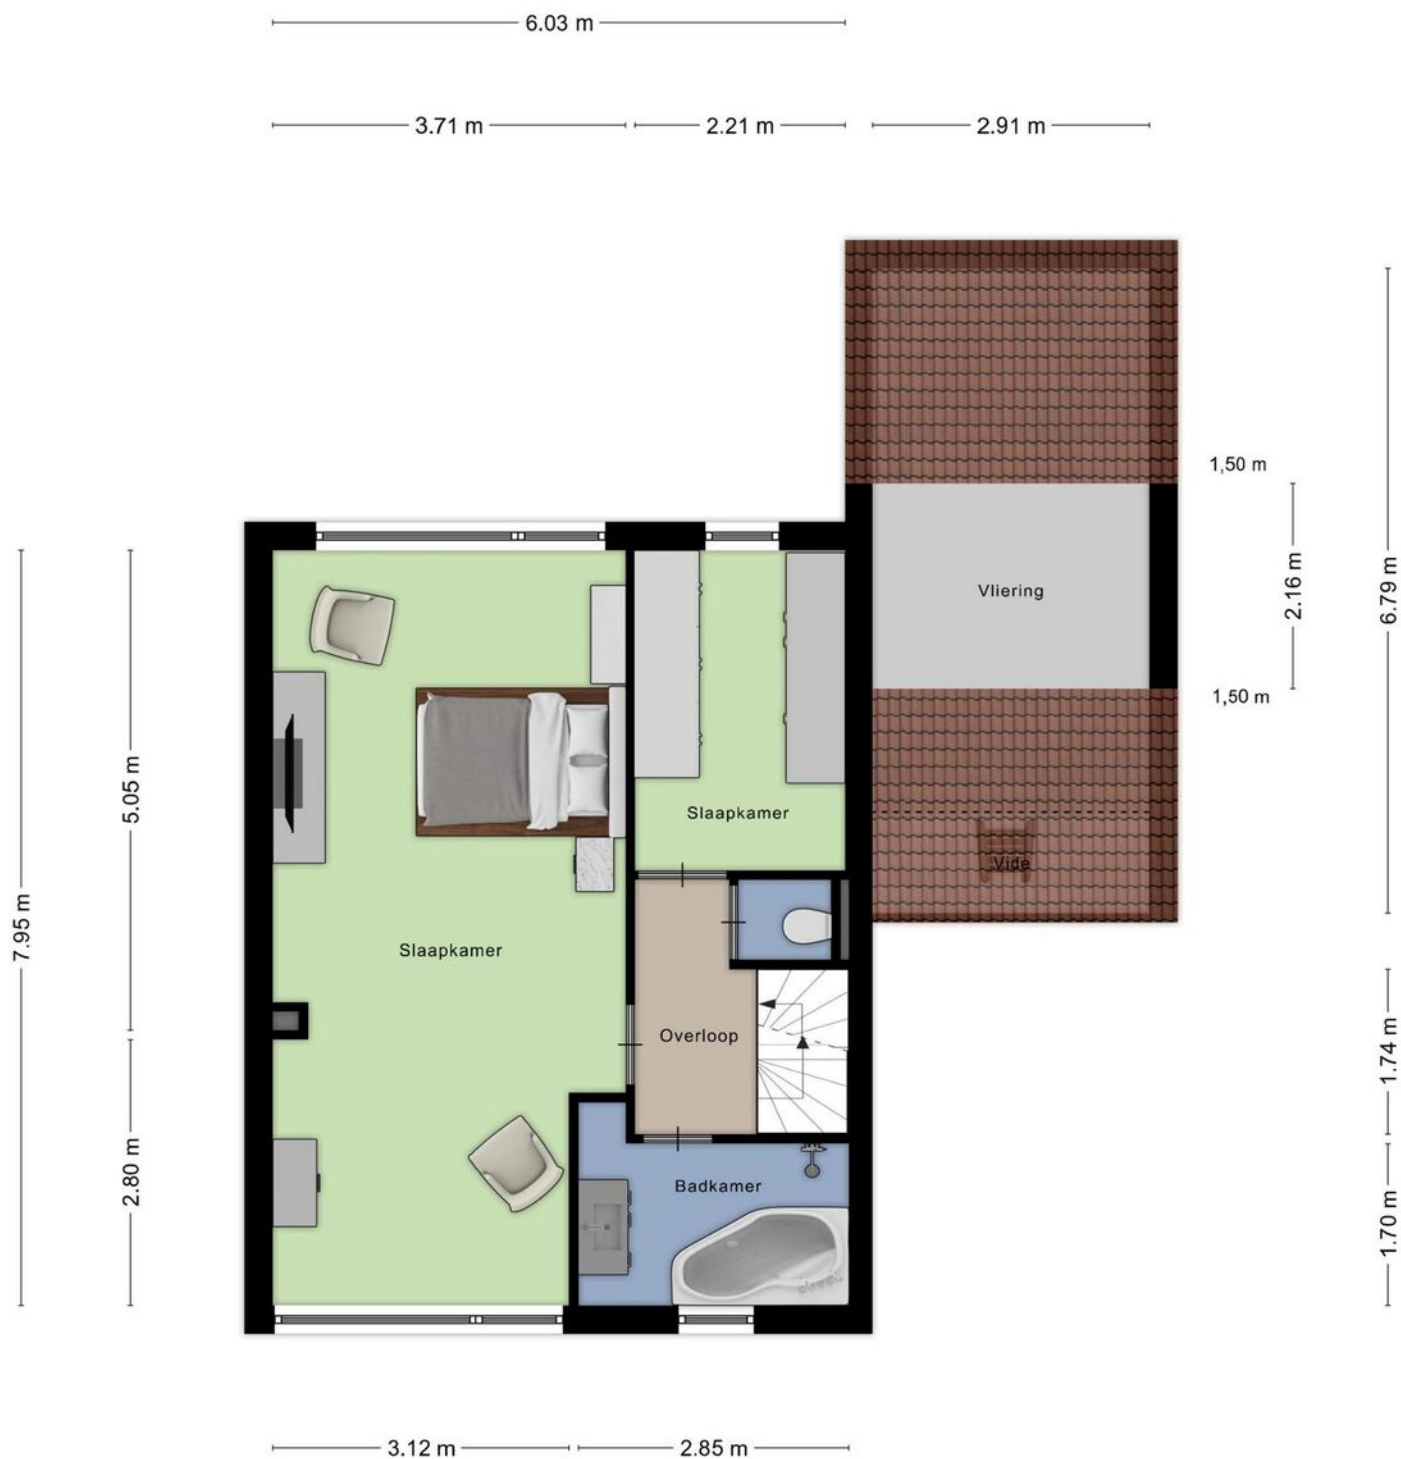 6.03 m
3.71 m
2.21 m
2.91 m
1,50 m
Vliering
2.16 m
6.79 m
1,50 m
5.05 m
Slaapkamer
Vide
7.95 m
Slaapkamer
Overloop
1.74 m
2.80 m
Badkamer
1.70 m
3.12 m
2.85 m